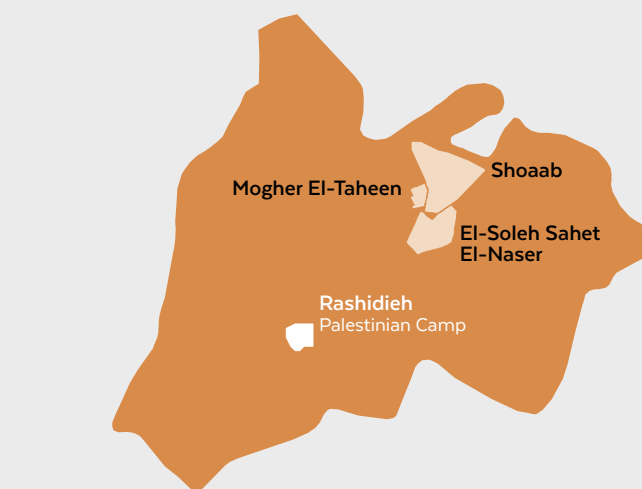 Shoaab
Mogher El-Taheen
El-Soleh Sahet
El-Naser
Rashidieh
Palestinian Camp